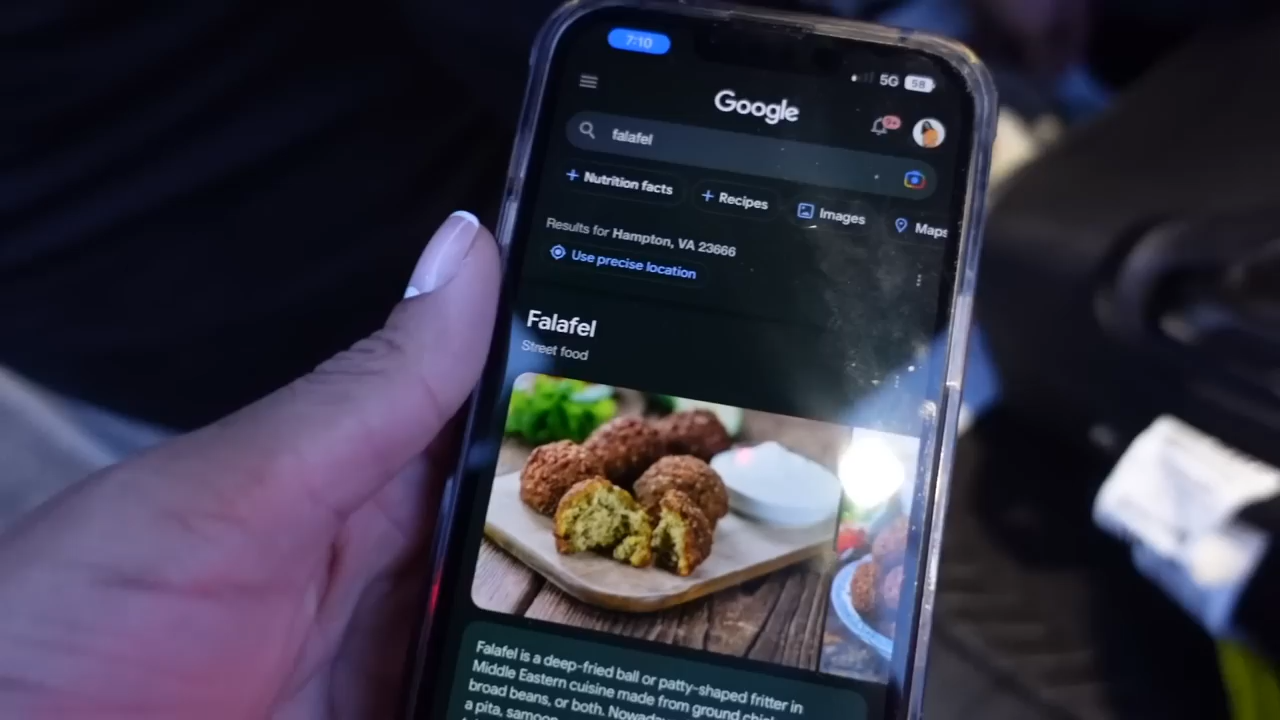 7:10
5G 58
Google
9+
falafel
+ Nutrition facts + Recipes Images Maps
Results for Hampton, VA 23666
Use precise location
Falafel
Street food
Falafel is a deep-fried ball or patty-shaped fritter in
Middle Eastern cuisine made from ground
broad beans, or both.
a pita,